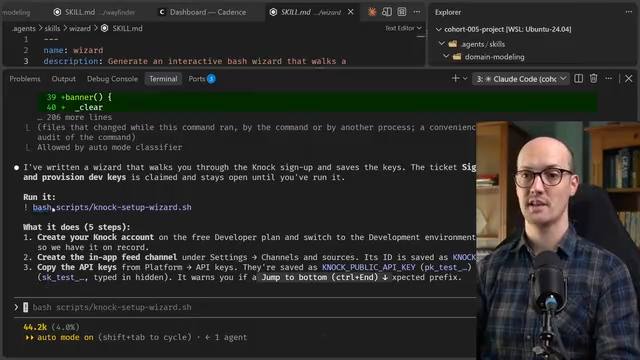 modeling
SKILL.md .../wayfinder
Dashboard — Cadence
SKILL.md .../wizard
Explorer
.agents > skills > wizard > SKILL.md
Text Editor
cohort-005-project [WSL: Ubuntu-24.04]
.agents/skills
domain-modeling
1 ---
2 name: wizard
3 description: Generate an interactive bash wizard that walks a
Problems
Output
Debug Console
Terminal
Ports 3
3: Claude Code (coho
39 +banner() {
40 + _clear
… 206 more lines
(files that changed while this command ran, by the command or by another process; a convenienc
audit of the command)
Allowed by auto mode classifier
● I've written a wizard that walks you through the Knock sign-up and saves the keys. The ticket Sig
and provision dev keys is claimed and stays open until you've run it.
Run it:
! bash scripts/knock-setup-wizard.sh
What it does (5 steps):
1. Create your Knock account on the free Developer plan and switch to the Development environment
so we have it on record.
2. Create the in-app feed channel under Settings → Channels and sources. Its ID is saved as KNOCK
3. Copy the API keys from Platform → API keys. They're saved as KNOCK_PUBLIC_API_KEY (pk_test_…)
(sk_test_…, typed in hidden). It warns you if a Jump to bottom (ctrl+End) ↓ xpected prefix.
> ! bash scripts/knock-setup-wizard.sh
44.2k (4.0%)
⏵⏵ auto mode on (shift+tab to cycle) · ← 1 agent